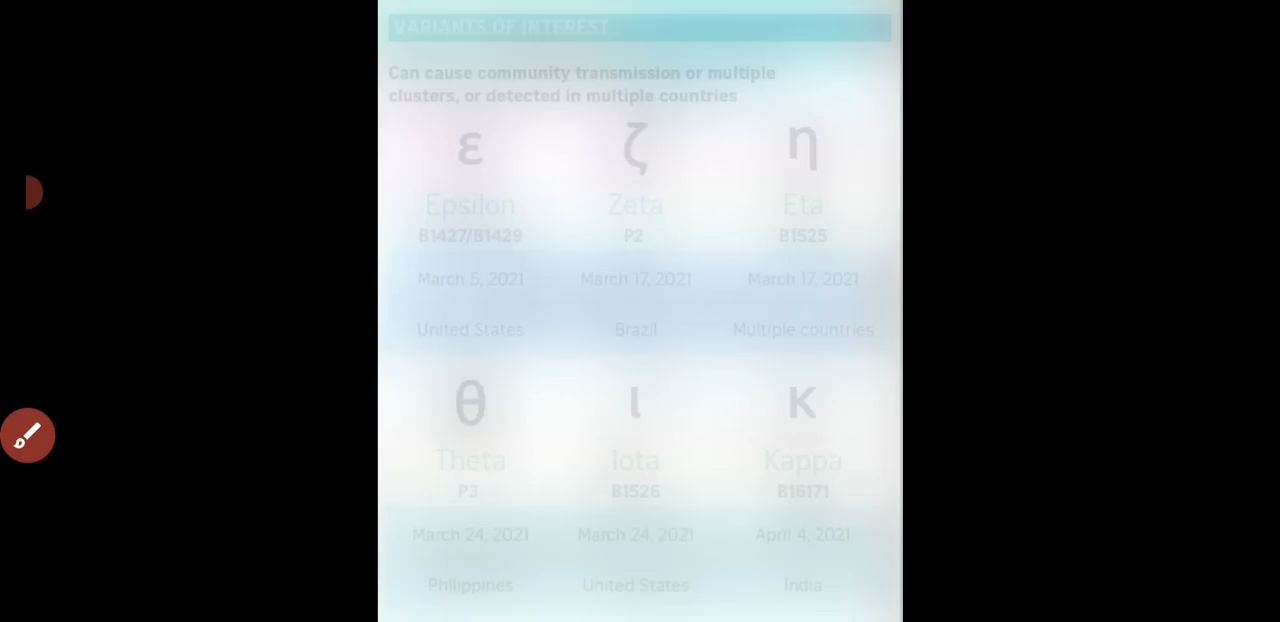 VARIANTS OF INTEREST
Can cause community transmission or multiple
clusters, or detected in multiple countries
ε ζ η
Epsilon Zeta Eta
B1427/B1429 P2 B1525
March 5, 2021 March 17, 2021 March 17, 2021
United States Brazil Multiple countries
θ ι κ
Theta Iota Kappa
P3 B1526 B16171
March 24, 2021 March 24, 2021 April 4, 2021
Philippines United States India